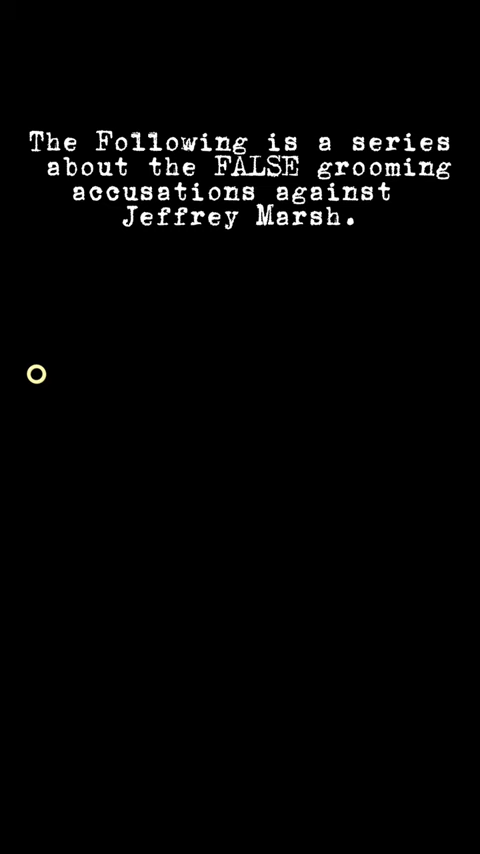 The Following is a series
about the FALSE grooming
accusations against
Jeffrey Marsh.